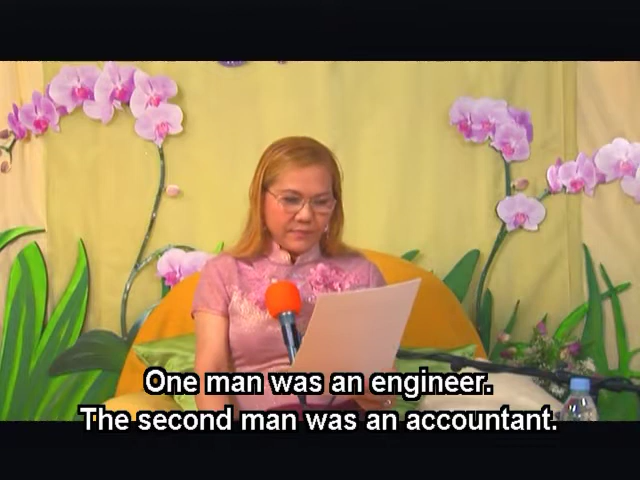 One man was an engineer.
The second man was an accountant.